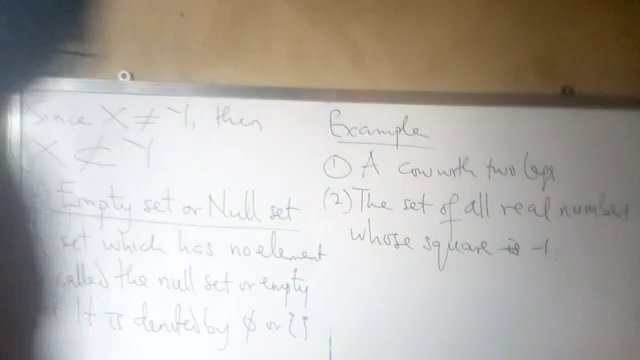 Since X ≠ Y, then
X ⊄ Y
Empty set or Null set
set which has no element
called the null set or empty
It is denoted by ϕ or { }
Example
① A cow with two legs
(2) The set of all real numbers
whose square is -1.